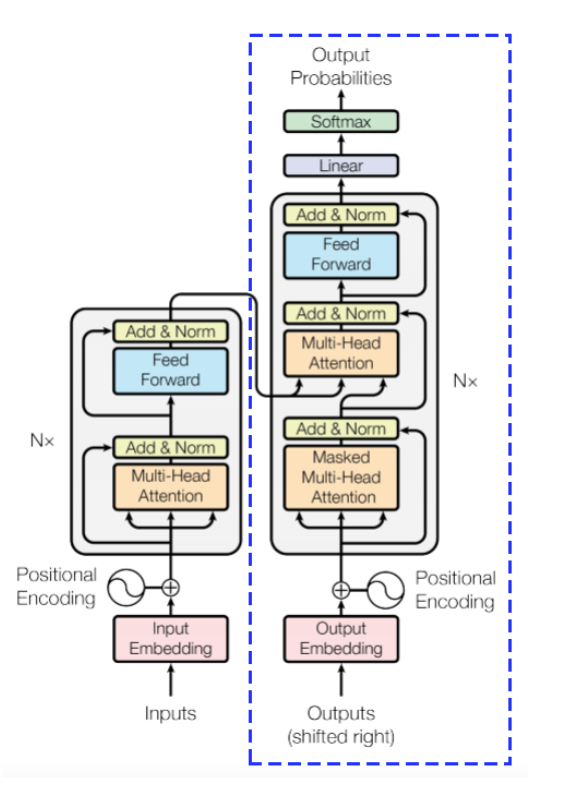 Output
Probabilities
Softmax
Linear
Add & Norm
Feed
Forward
Add & Norm
Multi-Head
Attention
Add & Norm
Masked
Multi-Head
Attention
N×
Positional
Encoding
Output
Embedding
Outputs
(shifted right)
Add & Norm
Feed
Forward
Add & Norm
Multi-Head
Attention
N×
Positional
Encoding
Input
Embedding
Inputs